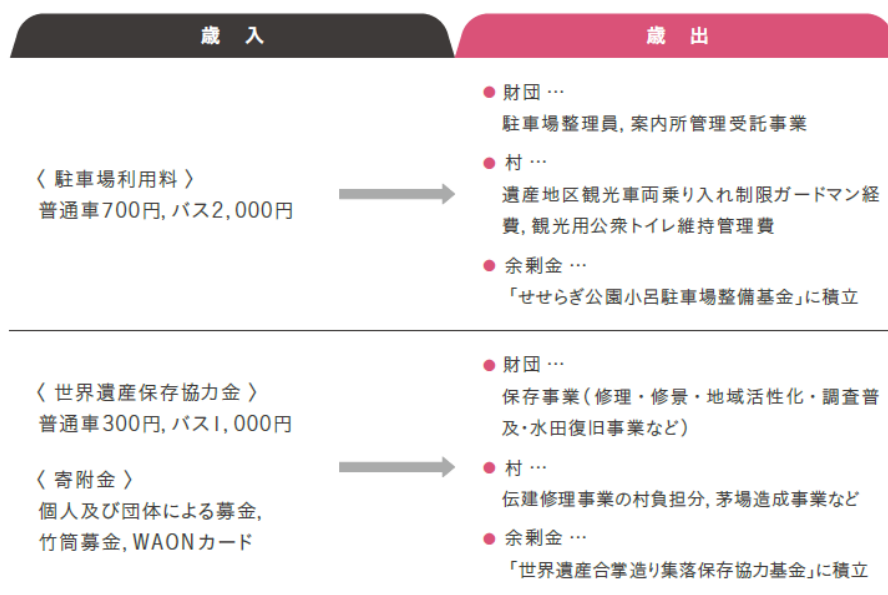 歳 入
歳 出
〈 駐車場利用料 〉
普通車700円, バス2,000円
● 財団 …
駐車場整理員, 案内所管理受託事業
● 村 …
遺産地区観光車両乗り入れ制限ガードマン経
費, 観光用公衆トイレ維持管理費
● 余剰金 …
「せせらぎ公園小呂駐車場整備基金」に積立
〈 世界遺産保存協力金 〉
普通車300円, バス1,000円
〈 寄附金 〉
個人及び団体による募金,
竹筒募金, WAONカード
● 財団 …
保存事業（修理・修景・地域活性化・調査普
及・水田復旧事業など）
● 村 …
伝建修理事業の村負担分, 茅場造成事業など
● 余剰金 …
「世界遺産合掌造り集落保存協力基金」に積立